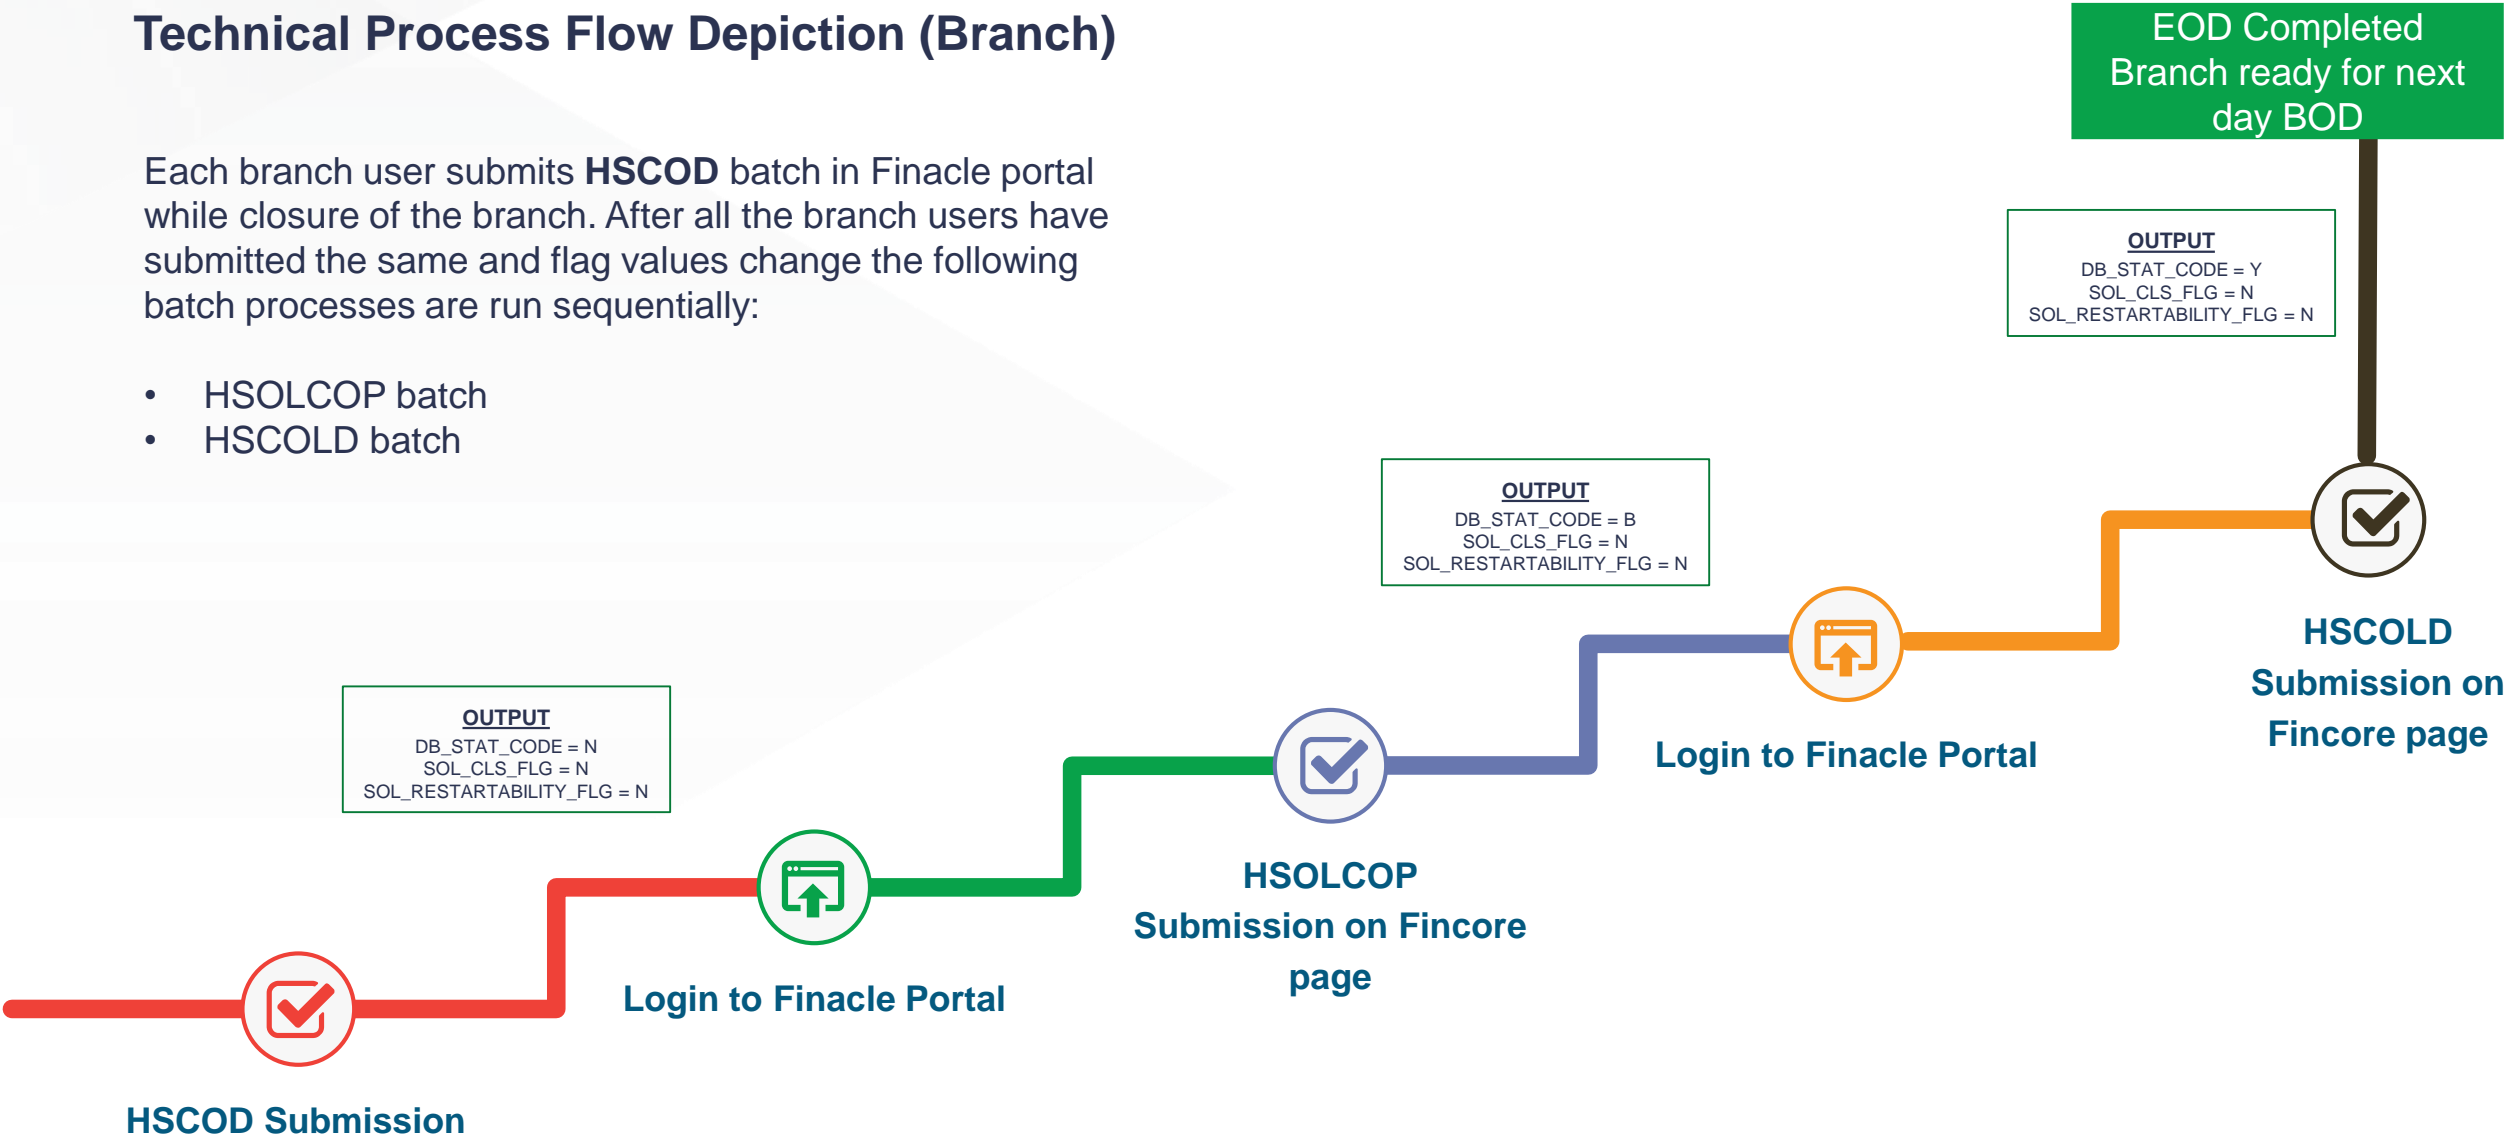 Technical Process Flow Depiction (Branch)
EOD Completed
Branch ready for next
day BOD
Each branch user submits HSCOD batch in Finacle portal
while closure of the branch. After all the branch users have
submitted the same and flag values change the following
batch processes are run sequentially:
• HSOLCOP batch
• HSCOLD batch
OUTPUT
DB_STAT_CODE = Y
SOL_CLS_FLG = N
SOL_RESTARTABILITY_FLG = N
OUTPUT
DB_STAT_CODE = B
SOL_CLS_FLG = N
SOL_RESTARTABILITY_FLG = N
HSCOLD
Submission on
Fincore page
OUTPUT
DB_STAT_CODE = N
SOL_CLS_FLG = N
SOL_RESTARTABILITY_FLG = N
Login to Finacle Portal
HSOLCOP
Submission on Fincore
page
Login to Finacle Portal
HSCOD Submission